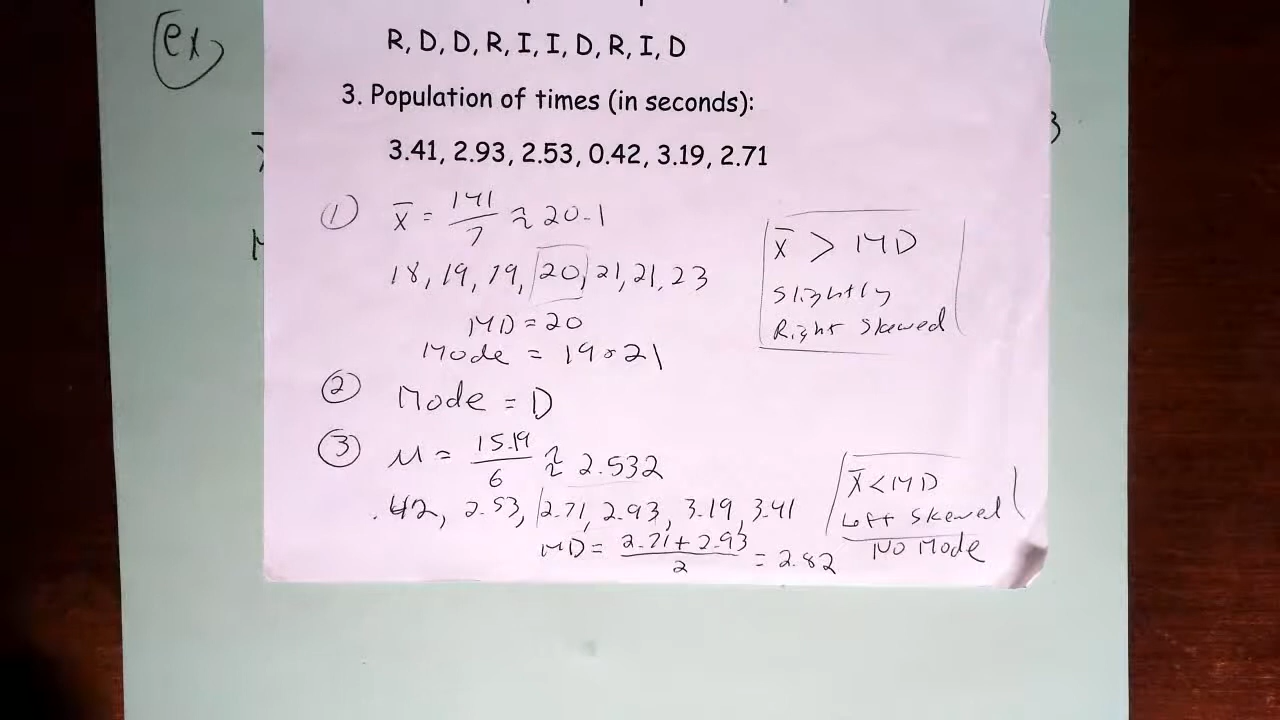 ex
R, D, D, R, I, I, D, R, I, D
3. Population of times (in seconds):
3.41, 2.93, 2.53, 0.42, 3.19, 2.71
① x̄ = 141/7 ≈ 20.1
18, 19, 19, 20, 21, 21, 23
MD = 20
Mode = 19 & 21
x̄ > MD
Slightly
Right Skewed
② Mode = D
③ μ = 15.19/6 ≈ 2.532
.42, 2.53, 2.71, 2.93, 3.19, 3.41
MD = 2.71 + 2.93/2 = 2.82
x̄ < MD
Left Skewed
No Mode